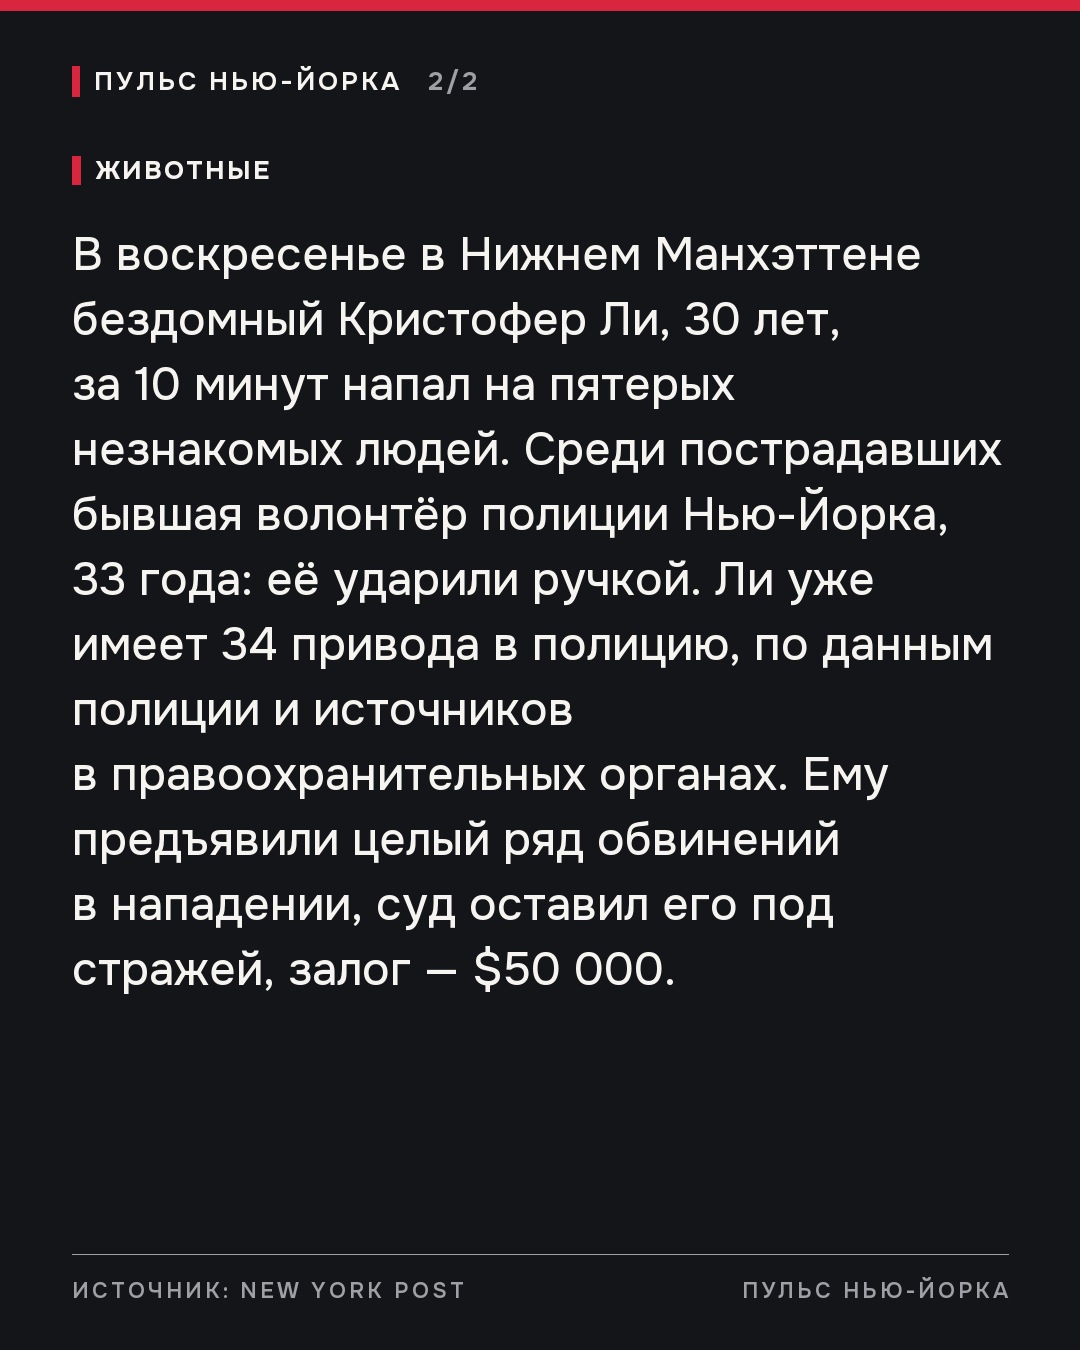 ПУЛЬС НЬЮ-ЙОРКА 2/2
ЖИВОТНЫЕ
В воскресенье в Нижнем Манхэттене
бездомный Кристофер Ли, 30 лет,
за 10 минут напал на пятерых
незнакомых людей. Среди пострадавших
бывшая волонтёр полиции Нью-Йорка,
33 года: её ударили ручкой. Ли уже
имеет 34 привода в полицию, по данным
полиции и источников
в правоохранительных органах. Ему
предъявили целый ряд обвинений
в нападении, суд оставил его под
стражей, залог — $50 000.
ИСТОЧНИК: NEW YORK POST
ПУЛЬС НЬЮ-ЙОРКА